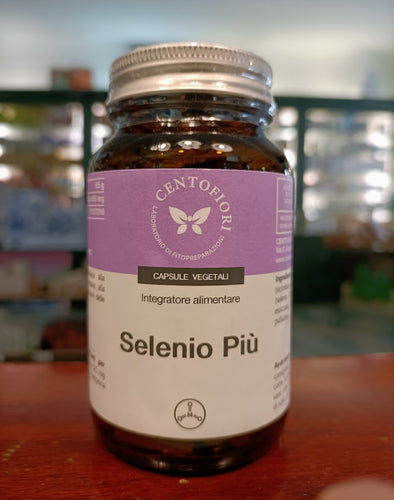 CENTOFIORI
LABORATORIO DI FITOPREPARAZIONI
CAPSULE VEGETALI
Integratore alimentare
Selenio Più